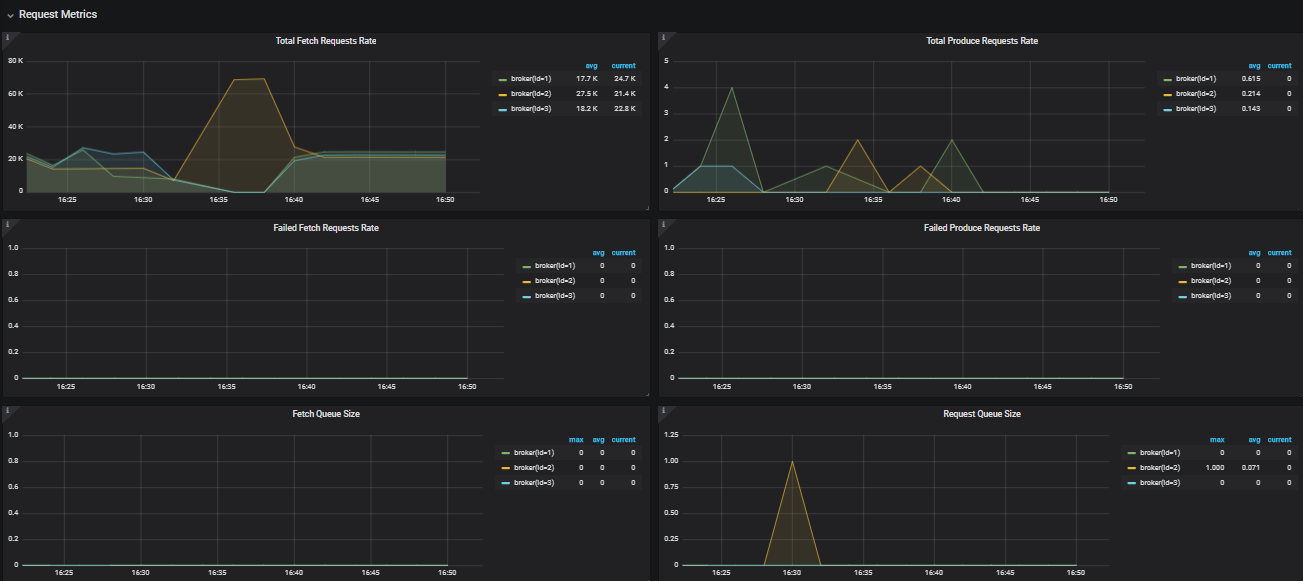 Request Metrics
Total Fetch Requests Rate
80 K
60 K
40 K
20 K
0
16:25 16:30 16:35 16:40 16:45 16:50
avg current
broker(id=1) 17.7 K 24.7 K
broker(id=2) 27.5 K 21.4 K
broker(id=3) 18.2 K 22.8 K
Total Produce Requests Rate
5
4
3
2
1
0
16:25 16:30 16:35 16:40 16:45 16:50
avg current
broker(id=1) 0.615 0
broker(id=2) 0.214 0
broker(id=3) 0.143 0
Failed Fetch Requests Rate
1.0
0.8
0.6
0.4
0.2
0
16:25 16:30 16:35 16:40 16:45 16:50
avg current
broker(id=1) 0 0
broker(id=2) 0 0
broker(id=3) 0 0
Failed Produce Requests Rate
1.0
0.8
0.6
0.4
0.2
0
16:25 16:30 16:35 16:40 16:45 16:50
avg current
broker(id=1) 0 0
broker(id=2) 0 0
broker(id=3) 0 0
Fetch Queue Size
1.0
0.8
0.6
0.4
0.2
0
16:25 16:30 16:35 16:40 16:45 16:50
max avg current
broker(id=1) 0 0 0
broker(id=2) 0 0 0
broker(id=3) 0 0 0
Request Queue Size
1.25
1.00
0.75
0.50
0.25
0
16:25 16:30 16:35 16:40 16:45 16:50
max avg current
broker(id=1) 0 0 0
broker(id=2) 1.000 0.071 0
broker(id=3) 0 0 0